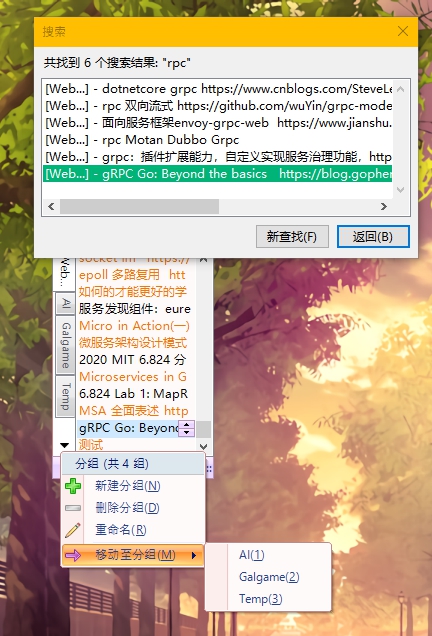 搜索
共找到 6 个搜索结果: "rpc"
[Web...] - dotnetcore grpc https://www.cnblogs.com/SteveLe
[Web...] - rpc 双向流式 https://github.com/wuYin/grpc-mode
[Web...] - 面向服务框架envoy-grpc-web https://www.jianshu.
[Web...] - rpc Motan Dubbo Grpc
[Web...] - grpc：插件扩展能力，自定义实现服务治理功能，http
[Web...] - gRPC Go: Beyond the basics https://blog.gopher
新查找(F)
返回(B)
Web...
AI
Galgame
Temp
socket im https://
epoll 多路复用 htt
如何的才能更好的学
服务发现组件：eure
Micro in Action(一)
微服务架构设计模式
2020 MIT 6.824 分
Microservices in G
6.824 Lab 1: MapR
MSA 全面表述 http
gRPC Go: Beyond
测试
分组 (共 4 组)
新建分组(N)
删除分组(D)
重命名(R)
移动至分组(M)
AI(1)
Galgame(2)
Temp(3)